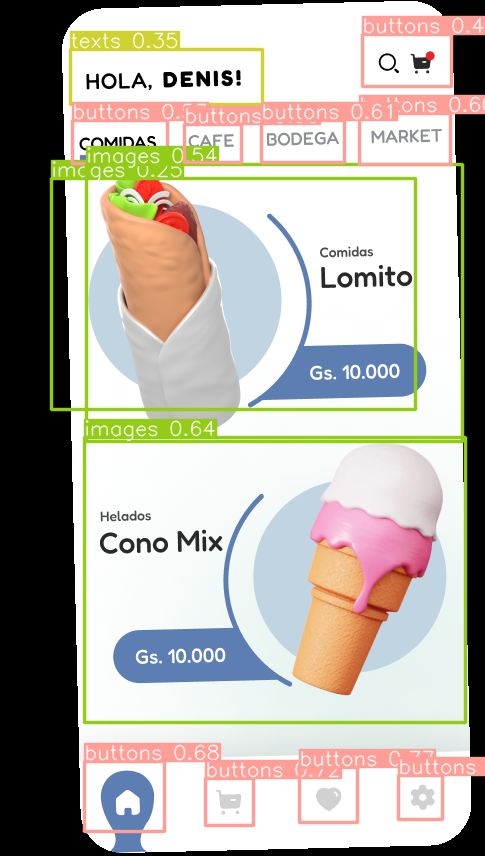 texts 0.35
buttons 0.4
HOLA, DENIS!
buttons
buttons
buttons 0.61
buttons 0.60
COMIDAS
CAFE
BODEGA
MARKET
images 0.54
images 0.25
Comidas
Lomito
Gs. 10.000
images 0.64
Helados
Cono Mix
Gs. 10.000
buttons 0.68
buttons 0.72
buttons 0.77
buttons